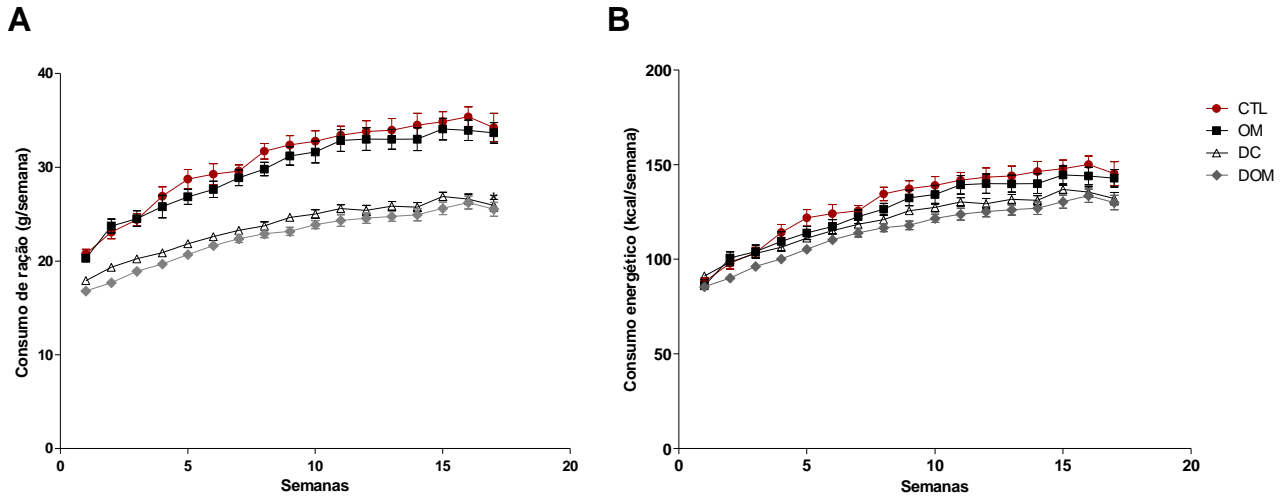 A
Consumo de ração (g/semana)
40
30
20
10
0
0 5 10 15 20
Semanas
*
B
Consumo energético (kcal/semana)
200
150
100
50
0
0 5 10 15 20
Semanas
CTL
OM
DC
DOM